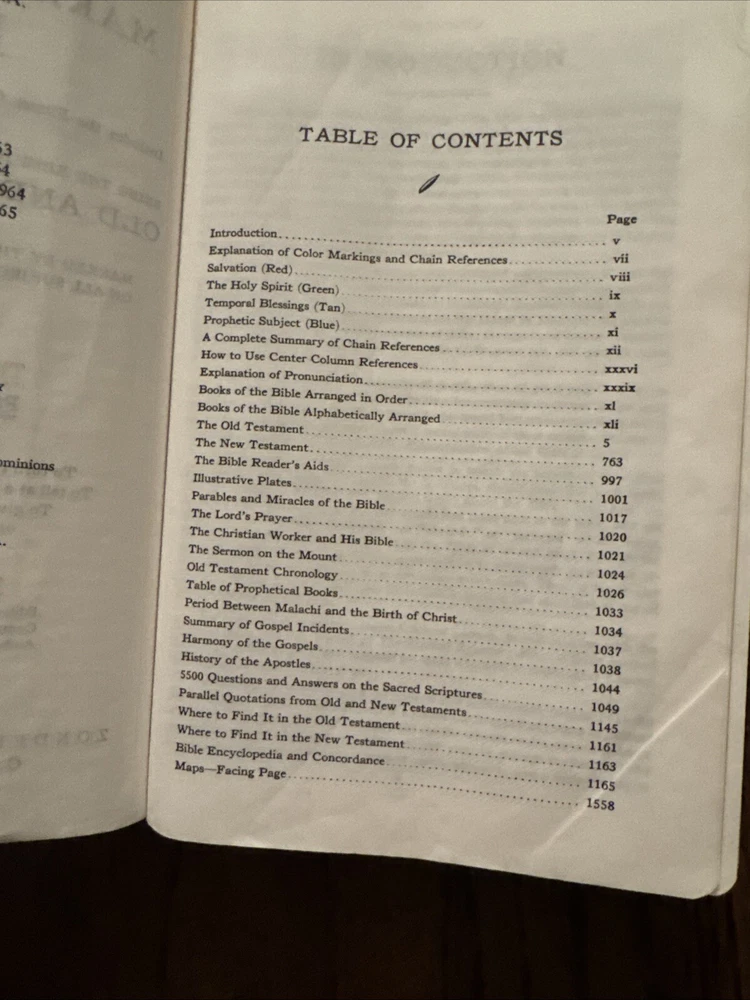 964
65
ominions
TABLE OF CONTENTS
Page
Introduction........ v
Explanation of Color Markings and Chain References........ vii
Salvation (Red)........ viii
The Holy Spirit (Green)........ ix
Temporal Blessings (Tan)........ x
Prophetic Subject (Blue)........ xi
A Complete Summary of Chain References........ xii
How to Use Center Column References........ xxxvi
Explanation of Pronunciation........ xxxix
Books of the Bible Arranged in Order........ xl
Books of the Bible Alphabetically Arranged........ xli
The Old Testament........ 5
The New Testament........ 763
The Bible Reader's Aids........ 997
Illustrative Plates........ 1001
Parables and Miracles of the Bible........ 1017
The Lord's Prayer........ 1020
The Christian Worker and His Bible........ 1021
The Sermon on the Mount........ 1024
Old Testament Chronology........ 1026
Table of Prophetical Books........ 1033
Period Between Malachi and the Birth of Christ........ 1034
Summary of Gospel Incidents........ 1037
Harmony of the Gospels........ 1038
History of the Apostles........ 1044
5500 Questions and Answers on the Sacred Scriptures........ 1049
Parallel Quotations from Old and New Testaments........ 1145
Where to Find It in the Old Testament........ 1161
Where to Find It in the New Testament........ 1163
Bible Encyclopedia and Concordance........ 1165
Maps—Facing Page........ 1558